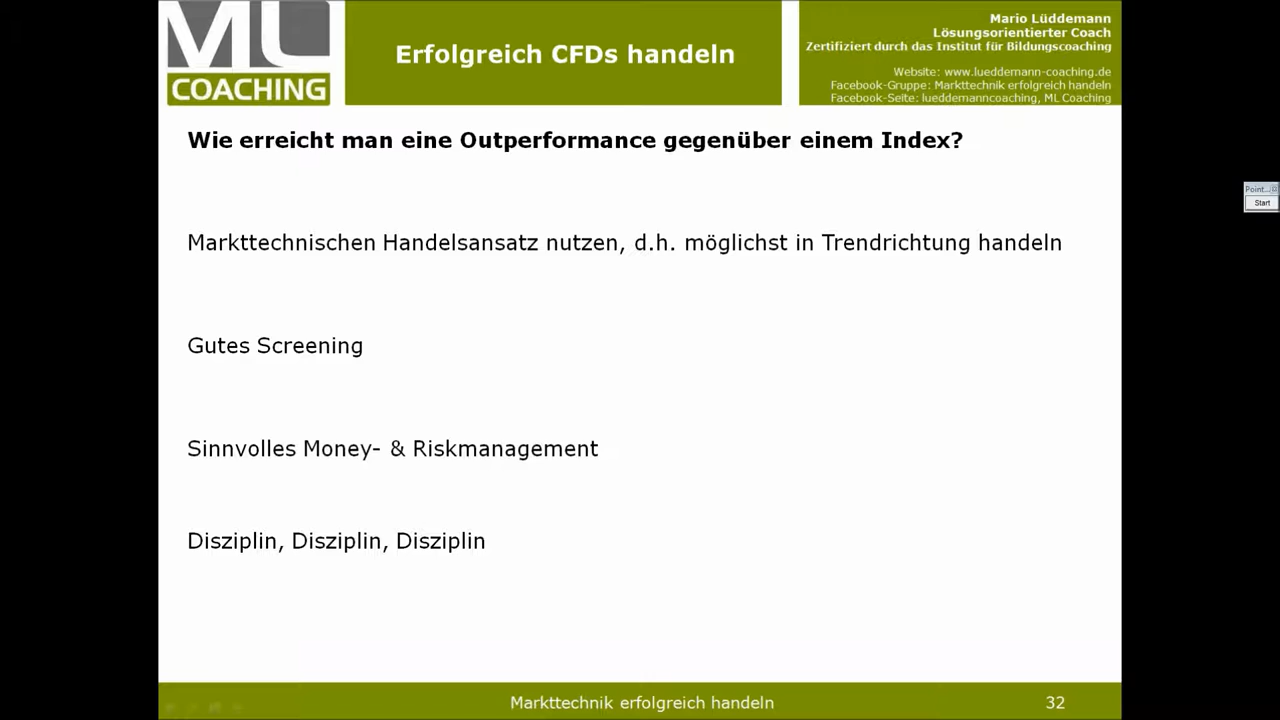 ML
COACHING
Erfolgreich CFDs handeln
Mario Lüddemann
Lösungsorientierter Coach
Zertifiziert durch das Institut für Bildungscoaching
Website: www.lueddemann-coaching.de
Facebook-Gruppe: Markttechnik erfolgreich handeln
Facebook-Seite: lueddemanncoaching, ML Coaching
Wie erreicht man eine Outperformance gegenüber einem Index?
Point...
Start
Markttechnischen Handelsansatz nutzen, d.h. möglichst in Trendrichtung handeln
Gutes Screening
Sinnvolles Money- & Riskmanagement
Disziplin, Disziplin, Disziplin
Markttechnik erfolgreich handeln
32